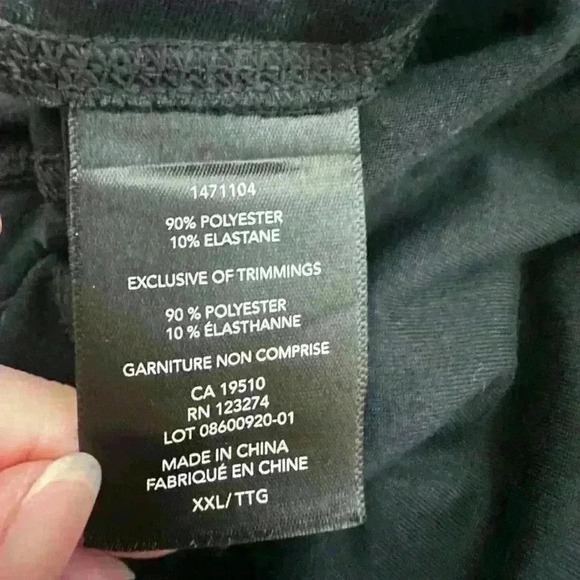 1471104
90% POLYESTER
10% ELASTANE
EXCLUSIVE OF TRIMMINGS
90 % POLYESTER
10 % ÉLASTHANNE
GARNITURE NON COMPRISE
CA 19510
RN 123274
LOT 08600920-01
MADE IN CHINA
FABRIQUÉ EN CHINE
XXL/TTG